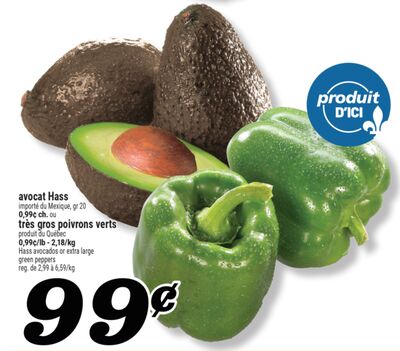 produit
D'ICI
avocat Hass
importé du Mexique, gr 20
0,99¢ ch. ou
très gros poivrons verts
produit du Québec
0,99¢/lb - 2,18/kg
Hass avocados or extra large
green peppers
reg. de 2,99 à 6,59/kg
99¢